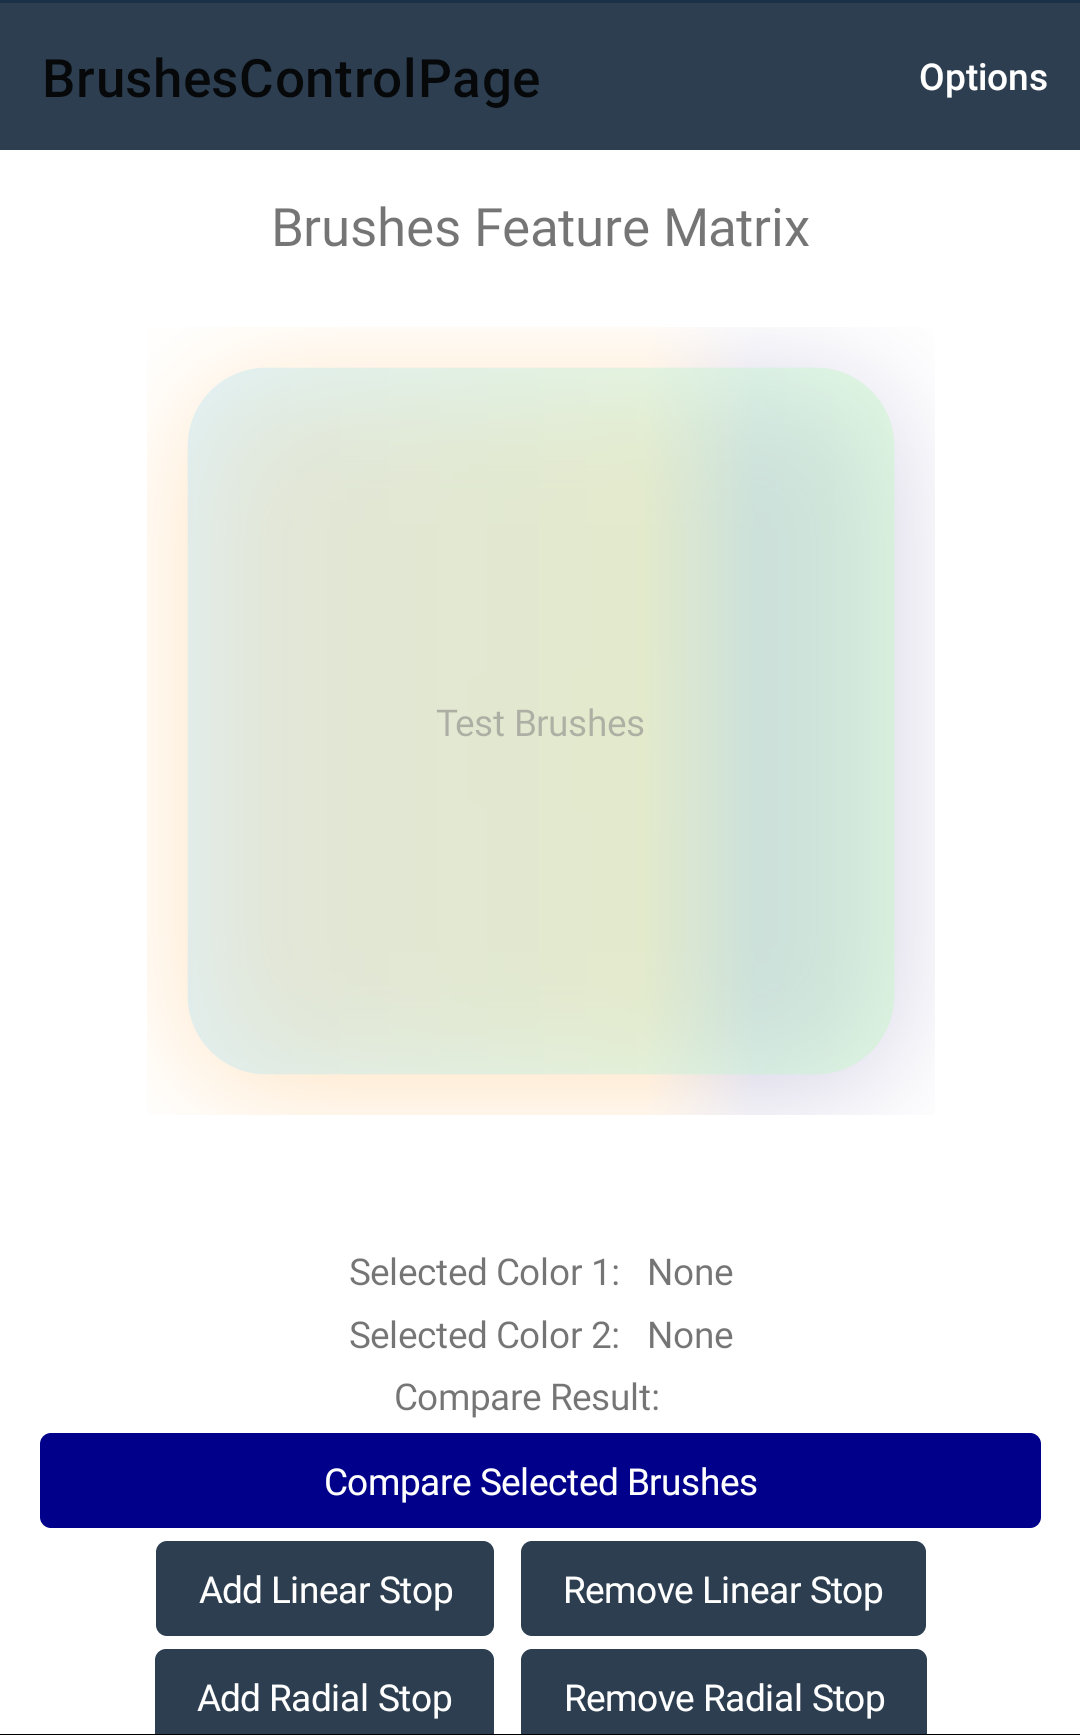 BrushesControlPage Options
Brushes Feature Matrix
Test Brushes
Selected Color 1: None
Selected Color 2: None
Compare Result:
Compare Selected Brushes
Add Linear Stop Remove Linear Stop
Add Radial Stop Remove Radial Stop